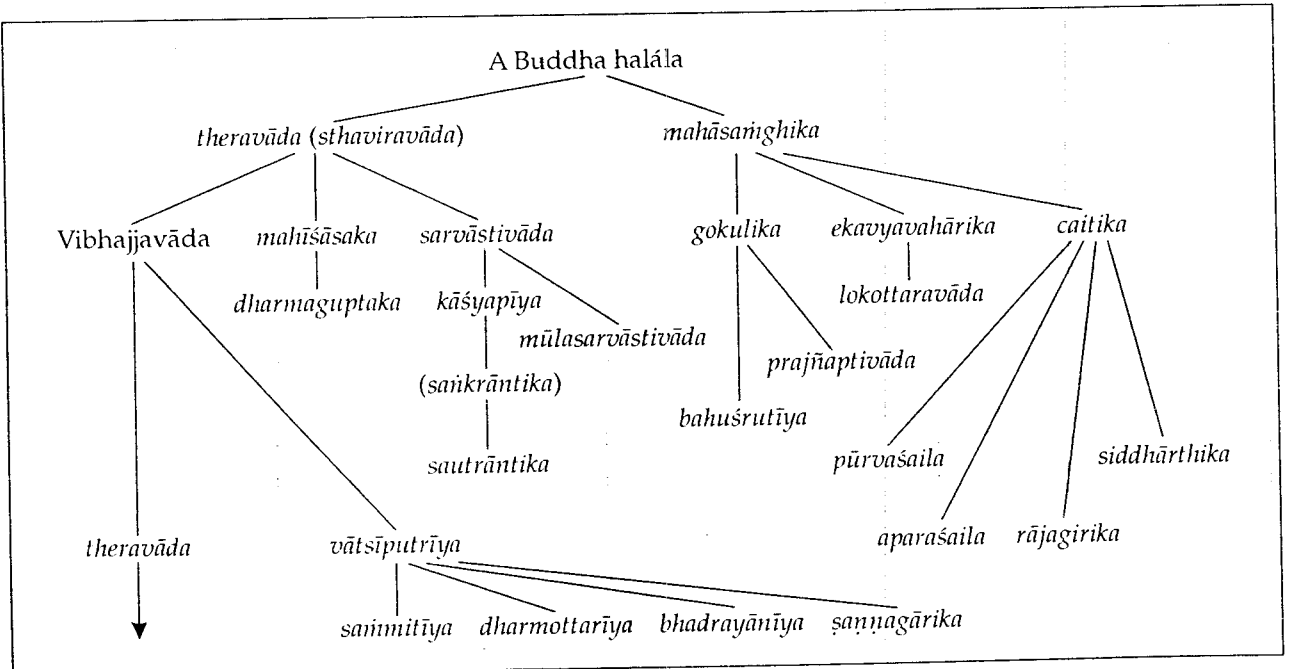 A Buddha halála
theravāda (sthaviravāda)
mahāsaṁghika
Vibhajjavāda
mahīśāsaka
sarvāstivāda
gokulika
ekavyavahārika
caitika
dharmaguptaka
kāśyapīya
lokottaravāda
mūlasarvāstivāda
prajñaptivāda
(saṅkrāntika)
bahuśrutīya
sautrāntika
pūrvaśaila
siddhārthika
aparaśaila
rājagirika
theravāda
vātsīputrīya
saṁmitīya
dharmottarīya
bhadrayānīya
ṣaṇṇagārika